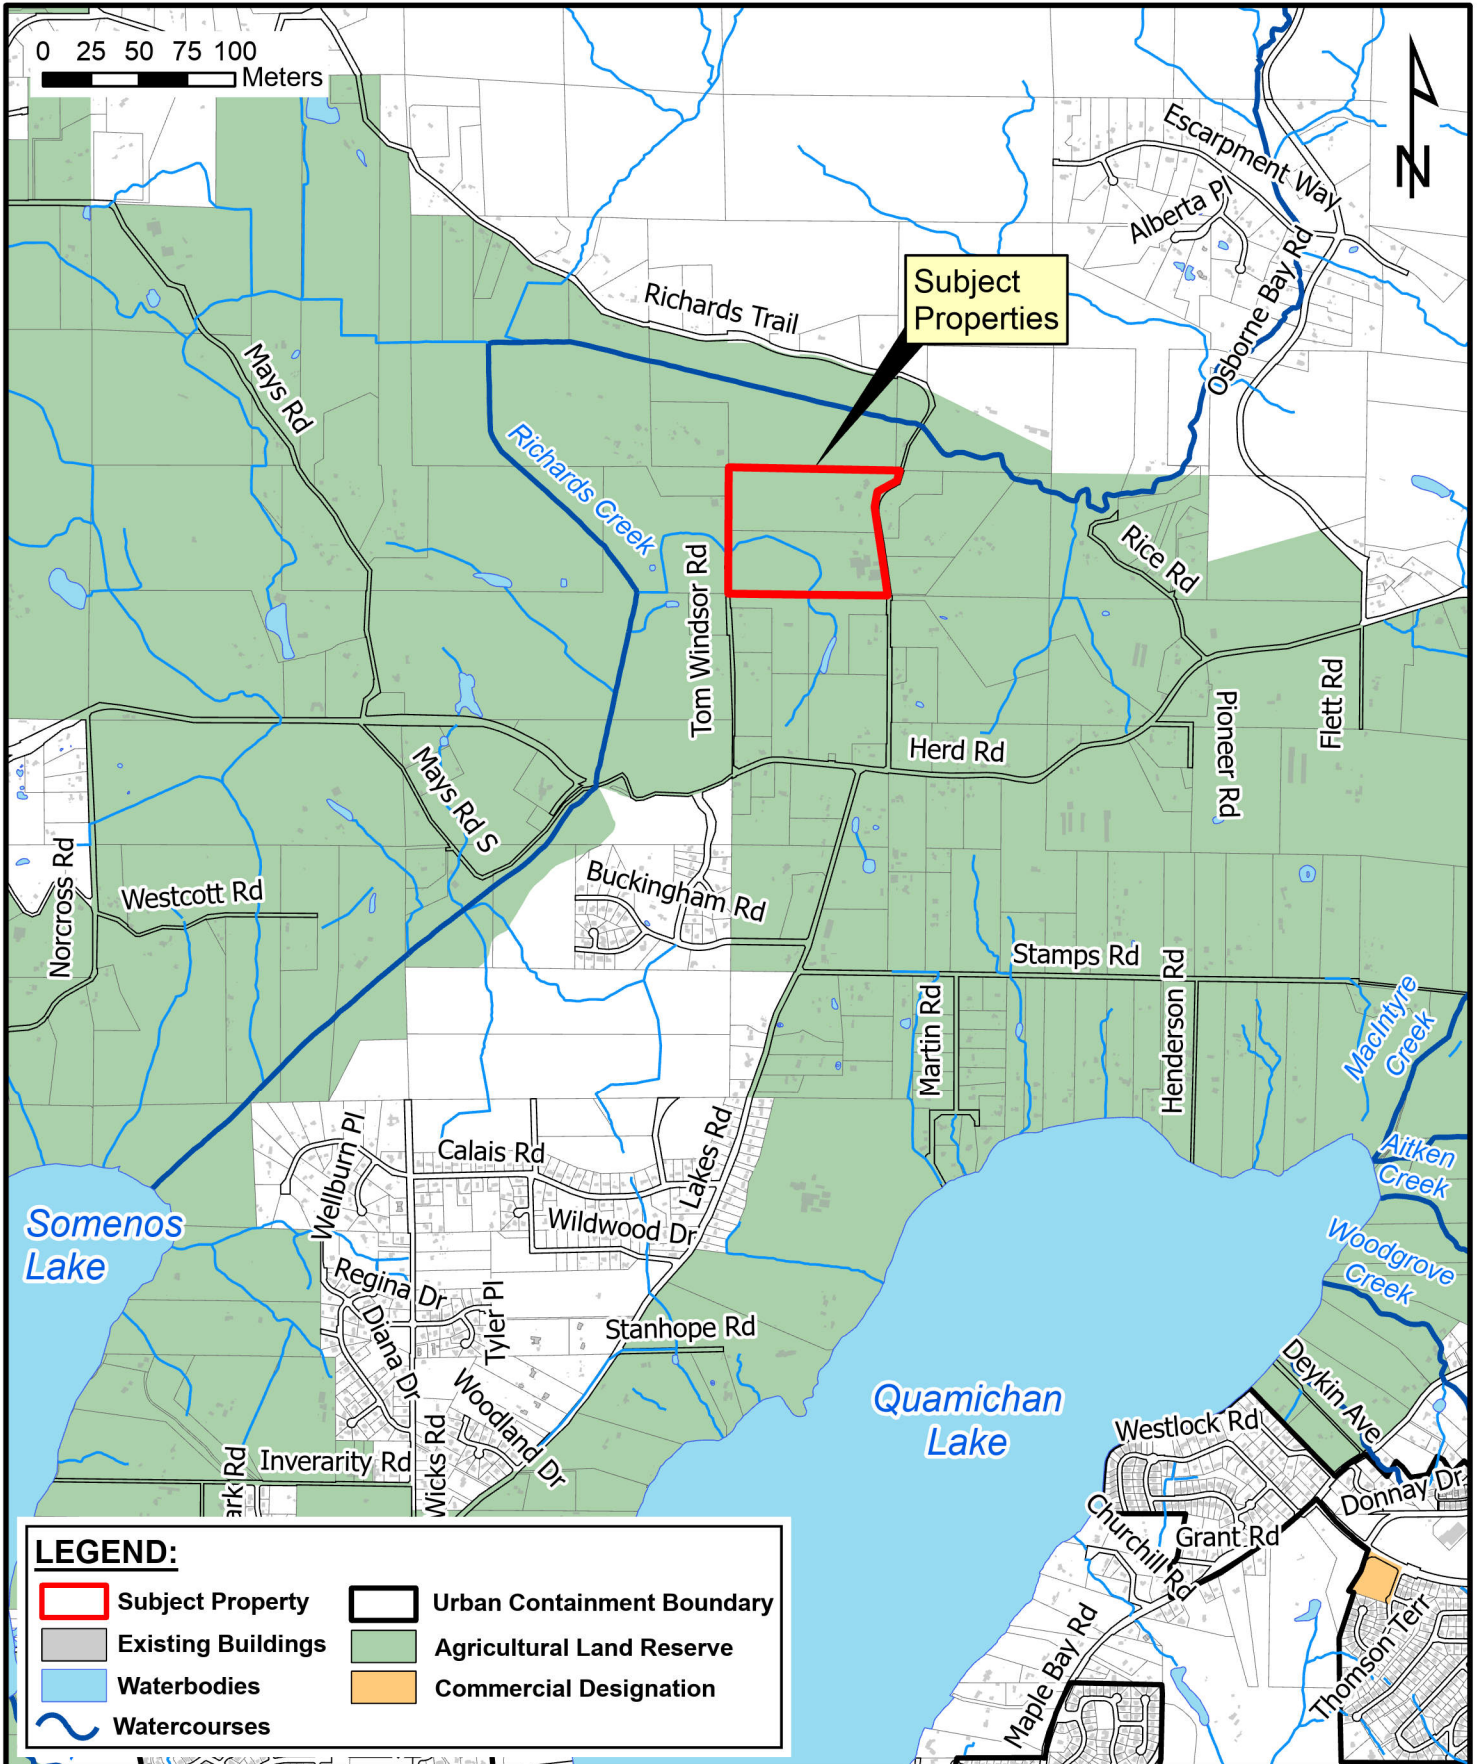 0 25 50 75 100
Meters
N
Escarpment Way
Alberta Pl
Osborne Bay Rd
Subject
Properties
Richards Trail
Mays Rd
Richards Creek
Tom Windsor Rd
Rice Rd
Pioneer Rd
Flett Rd
Herd Rd
Mays Rd S
Norcross Rd
Westcott Rd
Buckingham Rd
Stamps Rd
Martin Rd
Henderson Rd
MacIntyre
Creek
Aitken
Creek
Woodgrove
Creek
Wellburn Pl
Calais Rd
Lakes Rd
Wildwood Dr
Somenos
Lake
Regina Dr
Diana Dr
Tyler Pl
Stanhope Rd
Woodland Dr
Quamichan
Lake
Deykin Ave
Westlock Rd
Donnay Dr
Inverarity Rd
ark Rd
Wicks Rd
Churchill Rd
Grant Rd
Maple Bay Rd
Thomson Terr
LEGEND:
Subject Property
Urban Containment Boundary
Existing Buildings
Agricultural Land Reserve
Waterbodies
Commercial Designation
Watercourses